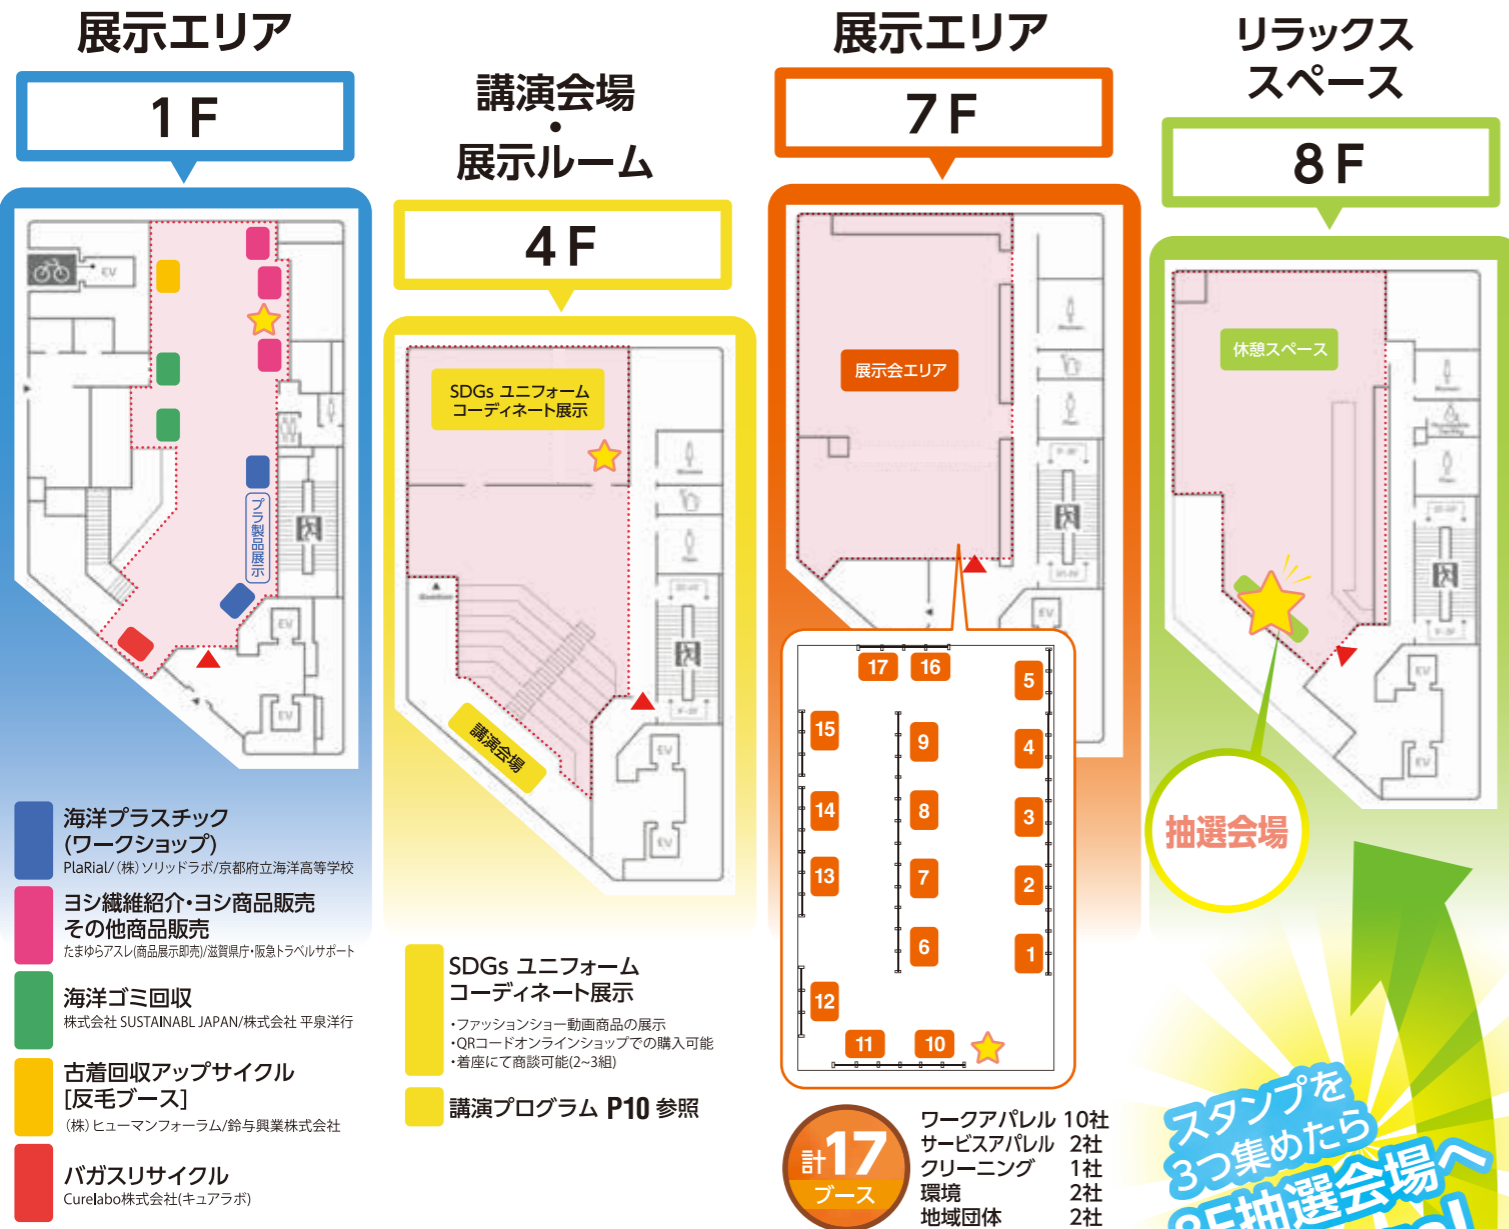 展示エリア
1F
EV
プラ製品展示
EV
EV
海洋プラスチック
(ワークショップ)
PlaRial/(株)ソリッドラボ/京都府立海洋高等学校
ヨシ繊維紹介・ヨシ商品販売
その他商品販売
たまゆらアスレ(商品展示即売)/滋賀県庁・阪急トラベルサポート
海洋ゴミ回収
株式会社 SUSTAINABL JAPAN/株式会社 平泉洋行
古着回収アップサイクル
[反毛ブース]
(株)ヒューマンフォーラム/鈴与興業株式会社
バガスリサイクル
Curelabo株式会社(キュアラボ)
講演会場
・
展示ルーム
4F
SDGs ユニフォーム
コーディネート展示
講演会場
EV
EV
SDGs ユニフォーム
コーディネート展示
・ファッションショー動画商品の展示
・QRコードオンラインショップでの購入可能
・着座にて商談可能(2~3組)
講演プログラム P10 参照
展示エリア
7F
展示会エリア
EV
17
16
5
15
9
4
14
8
3
13
7
2
6
1
12
11
10
計17
ブース
ワークアパレル 10社
サービスアパレル 2社
クリーニング 1社
環境 2社
地域団体 2社
リラックス
スペース
8F
休憩スペース
EV
EV
抽選会場
スタンプを
3つ集めたら
8F抽選会場へ